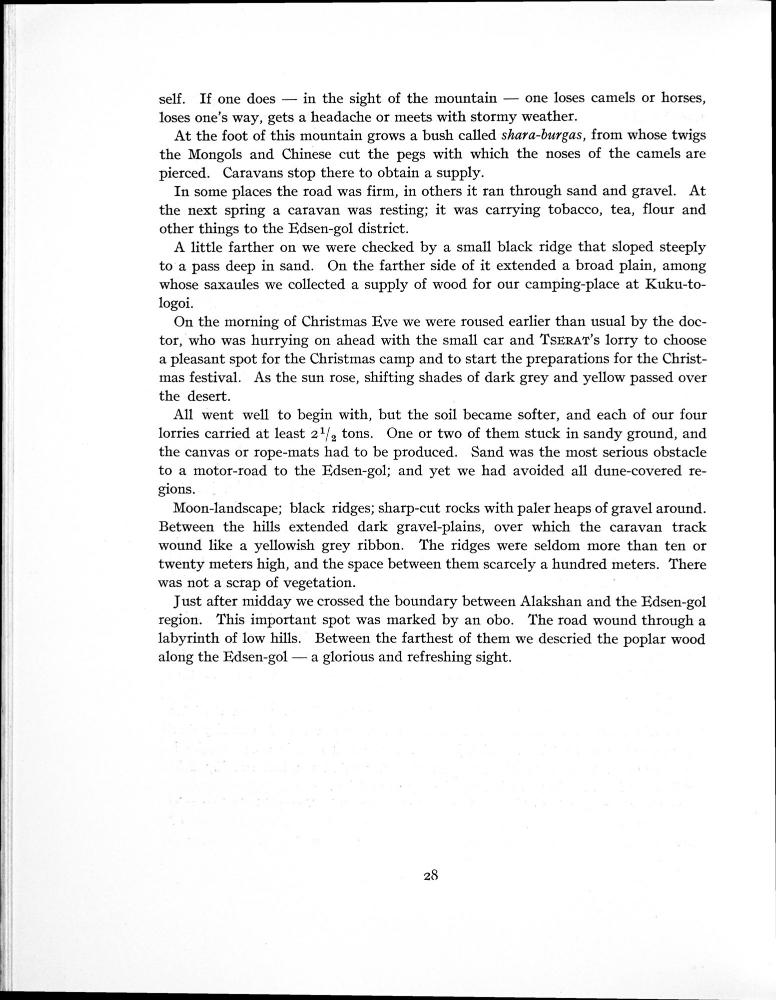 self. If one does — in the sight of the mountain — one loses camels or horses,
loses one's way, gets a headache or meets with stormy weather.
At the foot of this mountain grows a bush called shara-burgas, from whose twigs
the Mongols and Chinese cut the pegs with which the noses of the camels are
pierced. Caravans stop there to obtain a supply.
In some places the road was firm, in others it ran through sand and gravel. At
the next spring a caravan was resting; it was carrying tobacco, tea, flour and
other things to the Edsen-gol district.
A little farther on we were checked by a small black ridge that sloped steeply
to a pass deep in sand. On the farther side of it extended a broad plain, among
whose saxaules we collected a supply of wood for our camping-place at Kuku-to-
logoi.
On the morning of Christmas Eve we were roused earlier than usual by the doc-
tor, who was hurrying on ahead with the small car and TSERAT's lorry to choose
a pleasant spot for the Christmas camp and to start the preparations for the Christ-
mas festival. As the sun rose, shifting shades of dark grey and yellow passed over
the desert.
All went well to begin with, but the soil became softer, and each of our four
lorries carried at least 2 1/2 tons. One or two of them stuck in sandy ground, and
the canvas or rope-mats had to be produced. Sand was the most serious obstacle
to a motor-road to the Edsen-gol; and yet we had avoided all dune-covered re-
gions.
Moon-landscape; black ridges; sharp-cut rocks with paler heaps of gravel around.
Between the hills extended dark gravel-plains, over which the caravan track
wound like a yellowish grey ribbon. The ridges were seldom more than ten or
twenty meters high, and the space between them scarcely a hundred meters. There
was not a scrap of vegetation.
Just after midday we crossed the boundary between Alakshan and the Edsen-gol
region. This important spot was marked by an obo. The road wound through a
labyrinth of low hills. Between the farthest of them we descried the poplar wood
along the Edsen-gol — a glorious and refreshing sight.
28